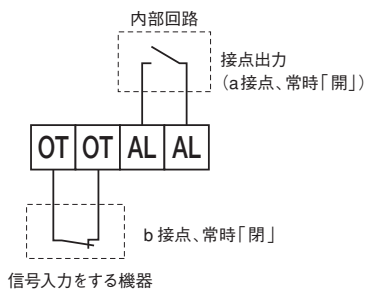 内部回路
接点出力
（a接点、常時「開」）
OT OT AL AL
b 接点、常時「閉」
信号入力をする機器